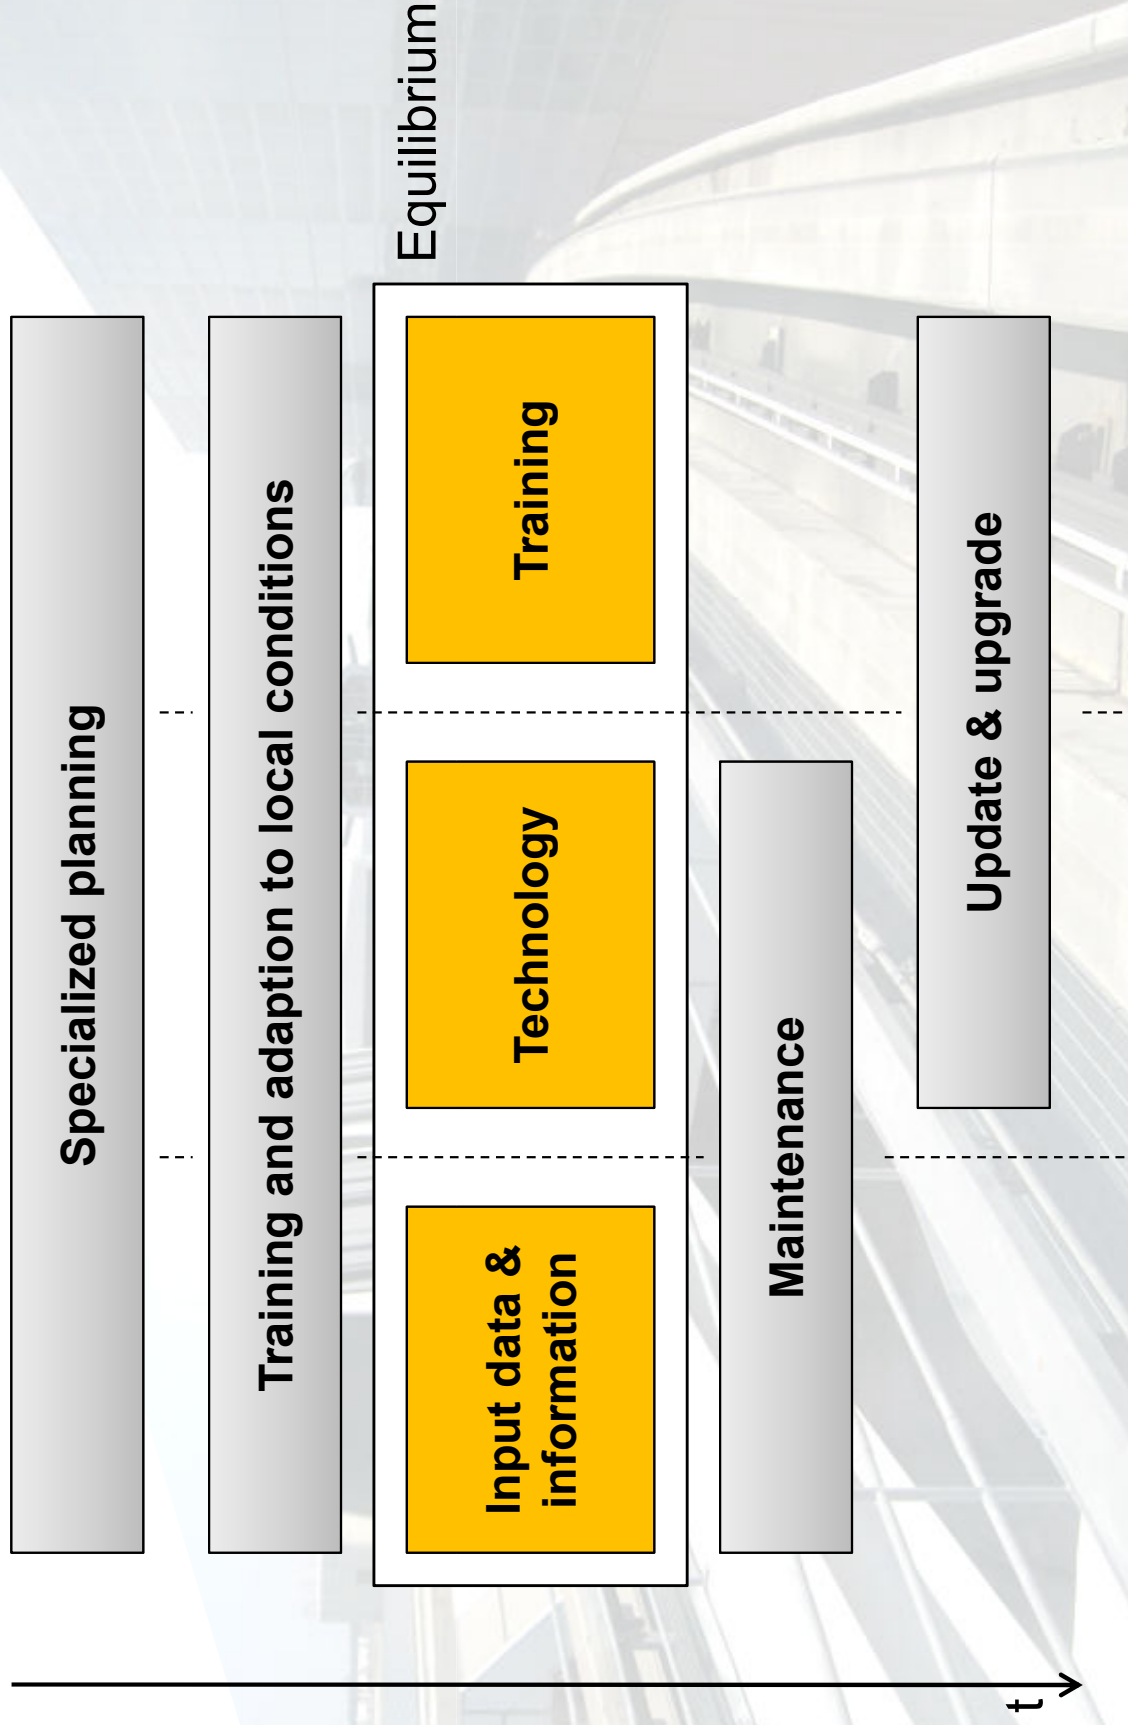 Specialized planning
Training and adaption to local conditions
Equilibrium
Input data &
information
Technology
Training
Maintenance
Update & upgrade
t